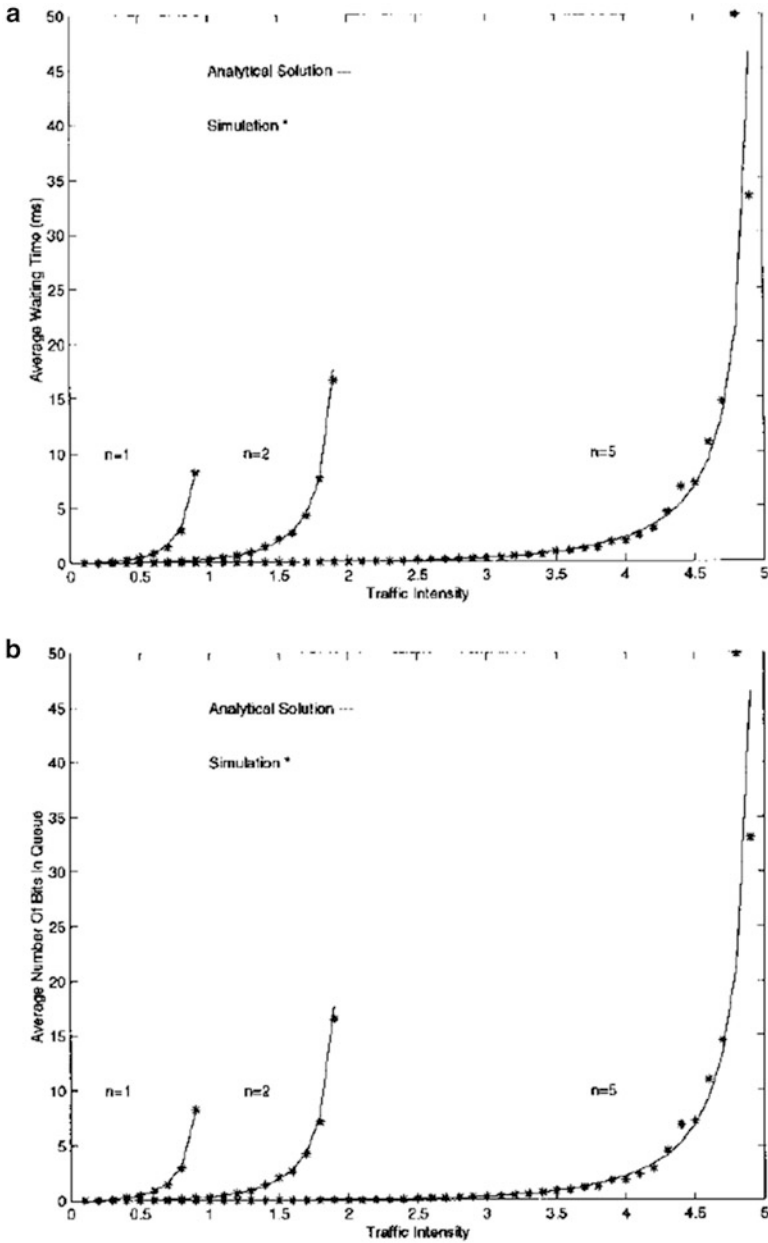 a
50
45
40
35
30
25
20
15
10
5
0
Average Waiting Time (ms)
Analytical Solution ---
Simulation *
n=1
n=2
n=5
0 0.5 1 1.5 2 2.5 3 3.5 4 4.5 5
Traffic Intensity
b
50
45
40
35
30
25
20
15
10
5
0
Average Number Of Bits In Queue
Analytical Solution ---
Simulation *
n=1
n=2
n=5
0 0.5 1 1.5 2 2.5 3 3.5 4 4.5 5
Traffic Intensity